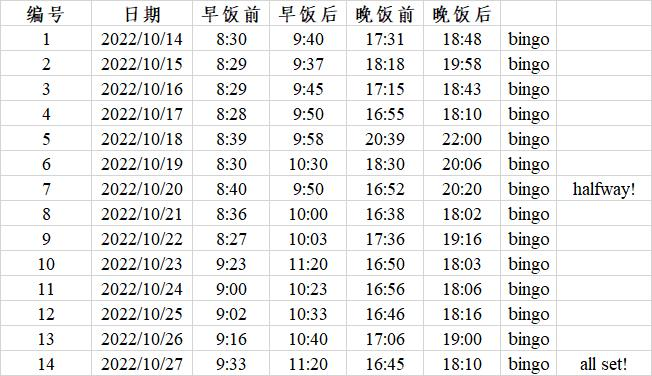 编号 日期 早饭前 早饭后 晚饭前 晚饭后
1 2022/10/14 8:30 9:40 17:31 18:48 bingo
2 2022/10/15 8:29 9:37 18:18 19:58 bingo
3 2022/10/16 8:29 9:45 17:15 18:43 bingo
4 2022/10/17 8:28 9:50 16:55 18:10 bingo
5 2022/10/18 8:39 9:58 20:39 22:00 bingo
6 2022/10/19 8:30 10:30 18:30 20:06 bingo
7 2022/10/20 8:40 9:50 16:52 20:20 bingo halfway!
8 2022/10/21 8:36 10:00 16:38 18:02 bingo
9 2022/10/22 8:27 10:03 17:36 19:16 bingo
10 2022/10/23 9:23 11:20 16:50 18:03 bingo
11 2022/10/24 9:00 10:23 16:56 18:06 bingo
12 2022/10/25 9:02 10:33 16:46 18:16 bingo
13 2022/10/26 9:16 10:40 17:06 19:00 bingo
14 2022/10/27 9:33 11:20 16:45 18:10 bingo all set!